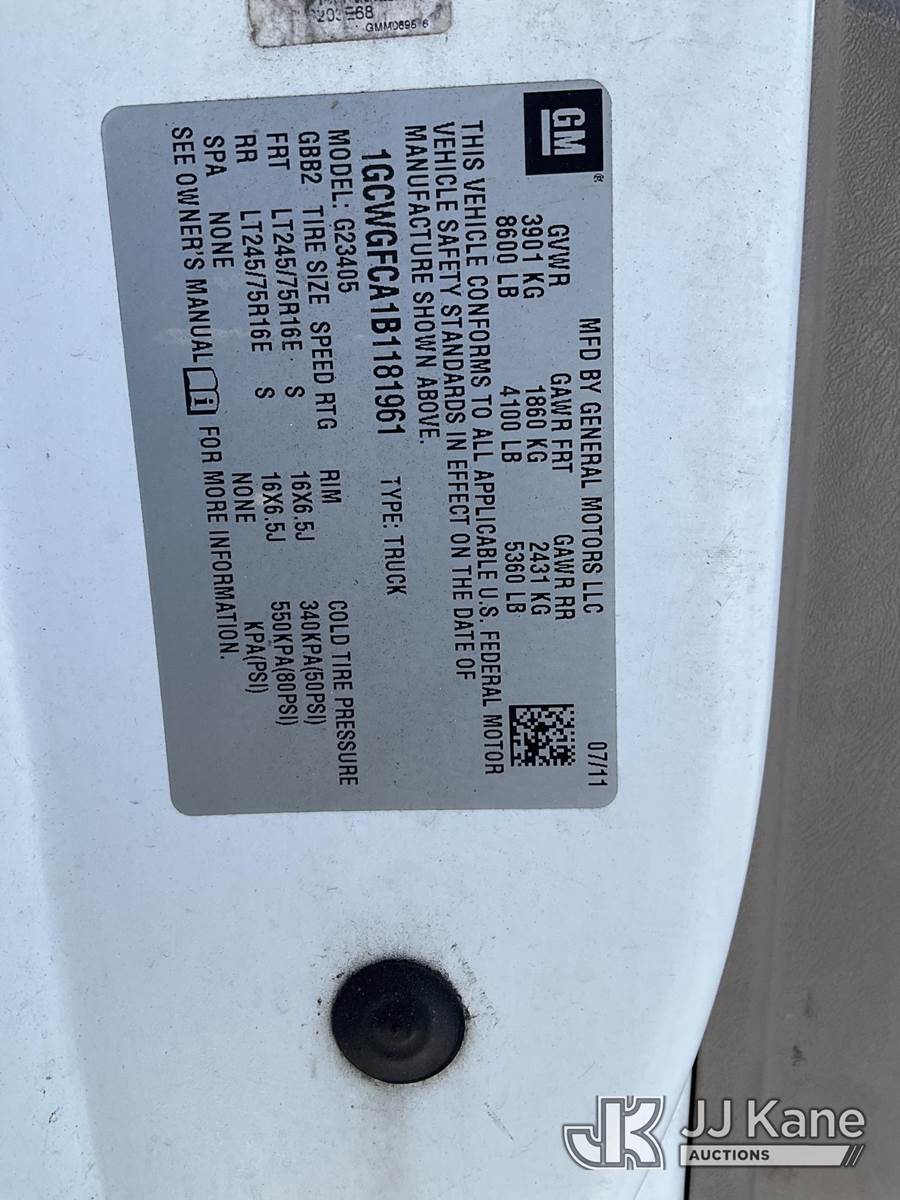 GMM0695 6
GM
®
MFD BY GENERAL MOTORS LLC 07/11
GVWR GAWR FRT GAWR RR
3901 KG 1860 KG 2431 KG
8600 LB 4100 LB 5360 LB
THIS VEHICLE CONFORMS TO ALL APPLICABLE U.S. FEDERAL MOTOR
VEHICLE SAFETY STANDARDS IN EFFECT ON THE DATE OF
MANUFACTURE SHOWN ABOVE.
1GCWGFCA1B1181961 TYPE: TRUCK
MODEL: G23405
GBB2 TIRE SIZE SPEED RTG RIM COLD TIRE PRESSURE
FRT LT245/75R16E S 16X6.5J 340KPA(50PSI)
RR LT245/75R16E S 16X6.5J 550KPA(80PSI)
SPA NONE NONE KPA(PSI)
SEE OWNER'S MANUAL i FOR MORE INFORMATION.
JK JJ Kane
AUCTIONS